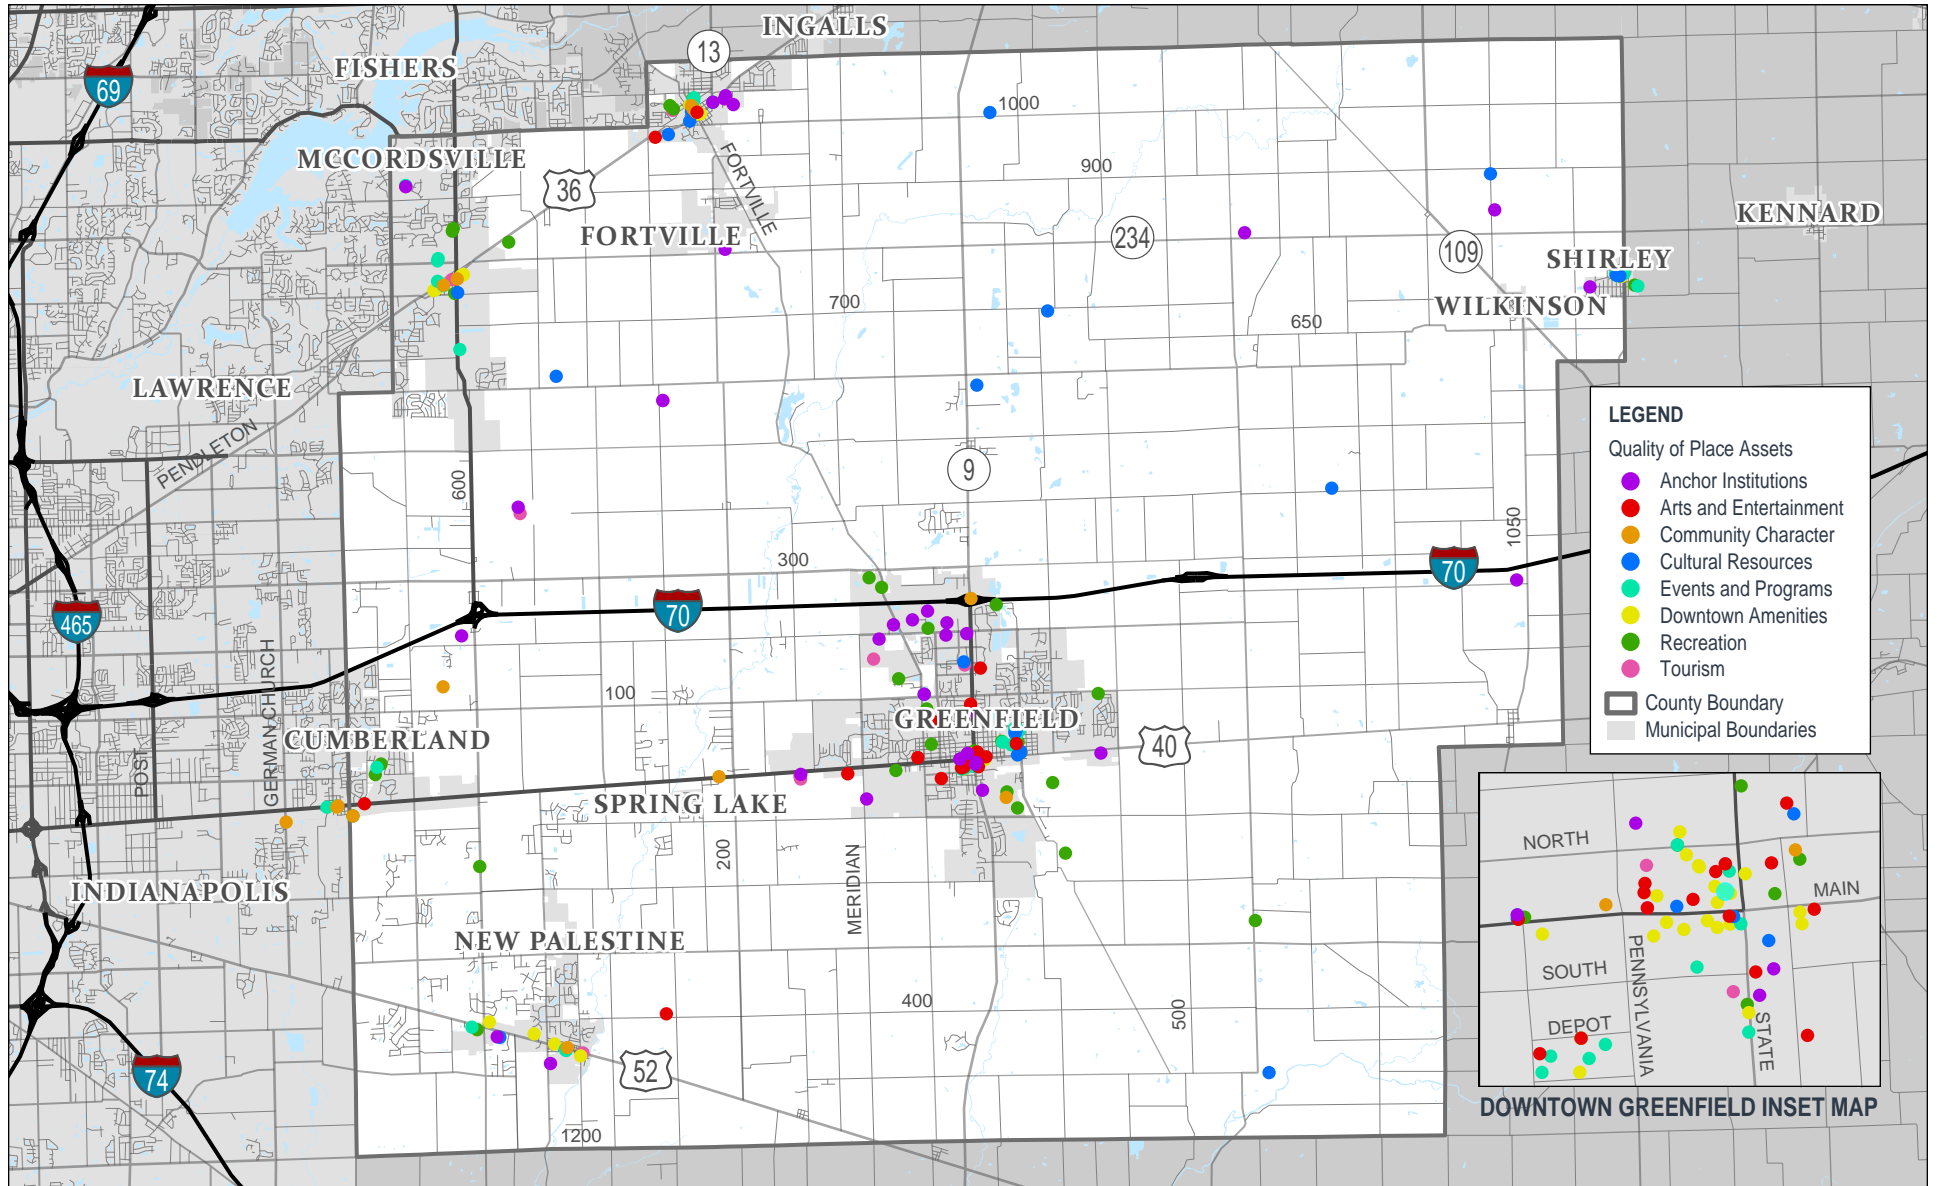 INGALLS
13
FISHERS
69
1000
MCCORDSVILLE
FORTVILLE
900
36
KENNARD
FORTVILLE
234
109
SHIRLEY
700
WILKINSON
650
LAWRENCE
PENDLETON
600
9
1050
300
70
70
465
GERMANCHURCH
100
GREENFIELD
CUMBERLAND
40
POST
SPRING LAKE
200
MERIDIAN
INDIANAPOLIS
NEW PALESTINE
400
500
52
74
1200
LEGEND
Quality of Place Assets
Anchor Institutions
Arts and Entertainment
Community Character
Cultural Resources
Events and Programs
Downtown Amenities
Recreation
Tourism
County Boundary
Municipal Boundaries
NORTH
MAIN
SOUTH
PENNSYLVANIA
DEPOT
STATE
DOWNTOWN GREENFIELD INSET MAP